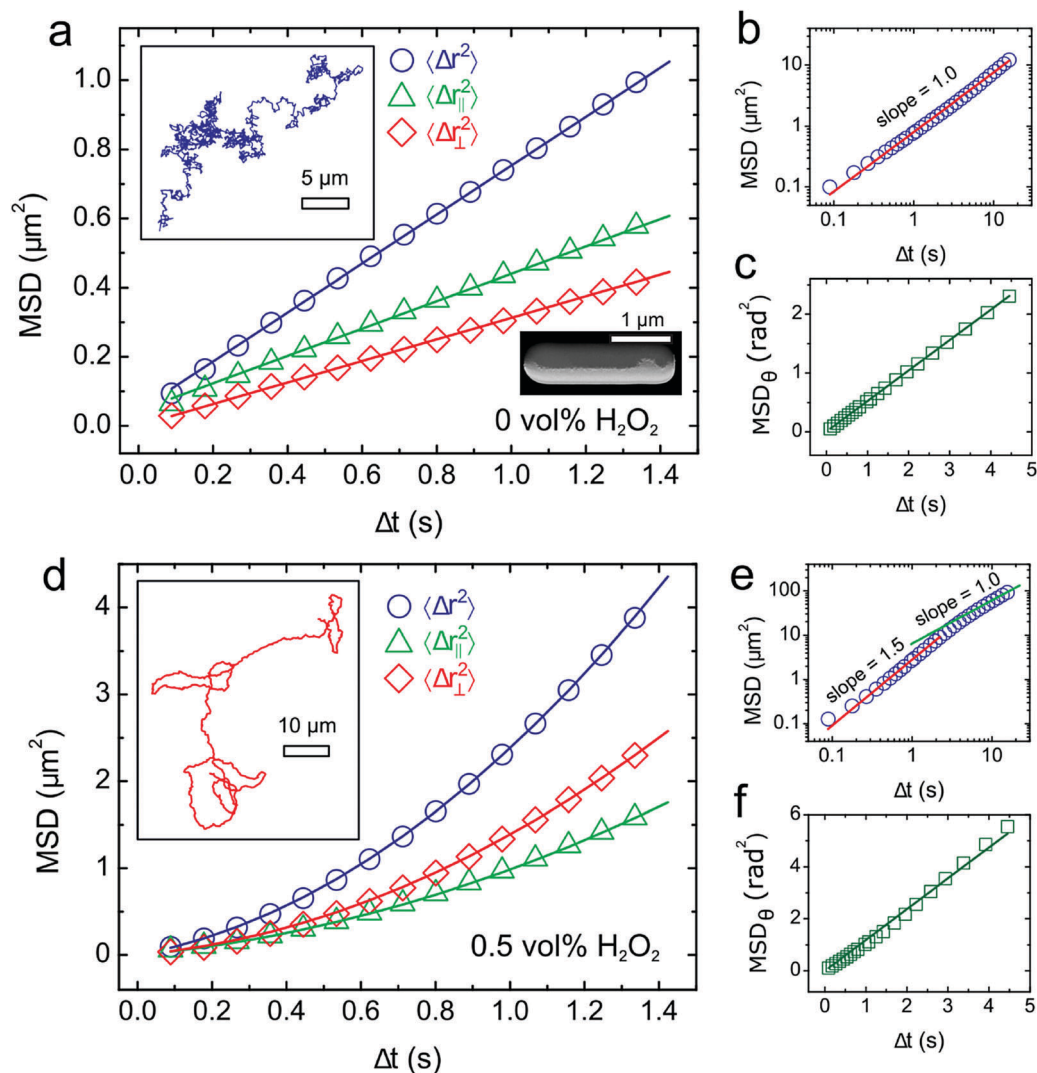 a
⟨Δr²⟩
⟨Δr∥²⟩
⟨Δr⊥²⟩
5 µm
1 µm
0 vol% H₂O₂
MSD (µm²)
1.0
0.8
0.6
0.4
0.2
0.0
0.0 0.2 0.4 0.6 0.8 1.0 1.2 1.4
Δt (s)
b
slope = 1.0
MSD (µm²)
10
1
0.1
0.1 1 10
Δt (s)
c
MSDθ (rad²)
2
1
0
0 1 2 3 4 5
Δt (s)
d
⟨Δr²⟩
⟨Δr∥²⟩
⟨Δr⊥²⟩
10 µm
0.5 vol% H₂O₂
MSD (µm²)
4
3
2
1
0
0.0 0.2 0.4 0.6 0.8 1.0 1.2 1.4
Δt (s)
e
slope = 1.5
slope = 1.0
MSD (µm²)
100
10
1
0.1
0.1 1 10
Δt (s)
f
MSDθ (rad²)
6
4
2
0
0 1 2 3 4 5
Δt (s)